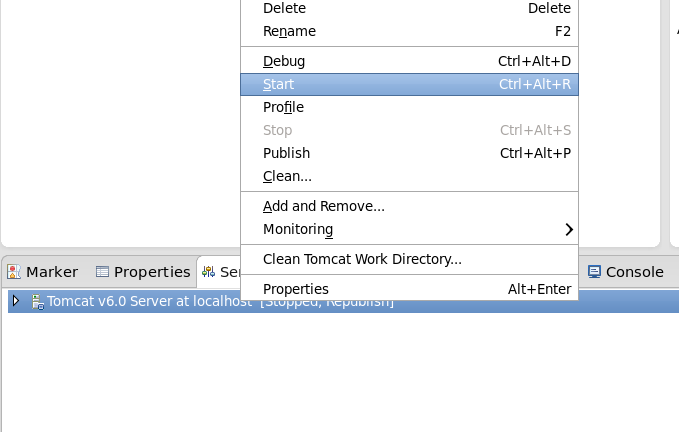 Delete Delete
Rename F2
Debug Ctrl+Alt+D
Start Ctrl+Alt+R
Profile
Stop Ctrl+Alt+S
Publish Ctrl+Alt+P
Clean...
Add and Remove...
Monitoring
Clean Tomcat Work Directory...
Marker Properties Console
Properties Alt+Enter
Tomcat v6.0 Server at localhost [Stopped, Republish]